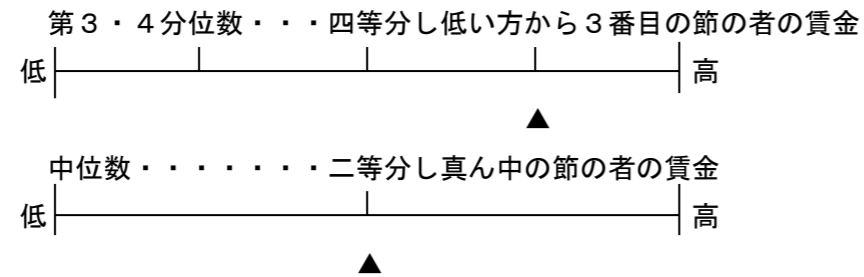 第３・４分位数・・・四等分し低い方から３番目の節の者の賃金
低 高
▲
中位数・・・・・・・二等分し真ん中の節の者の賃金
低 高
▲